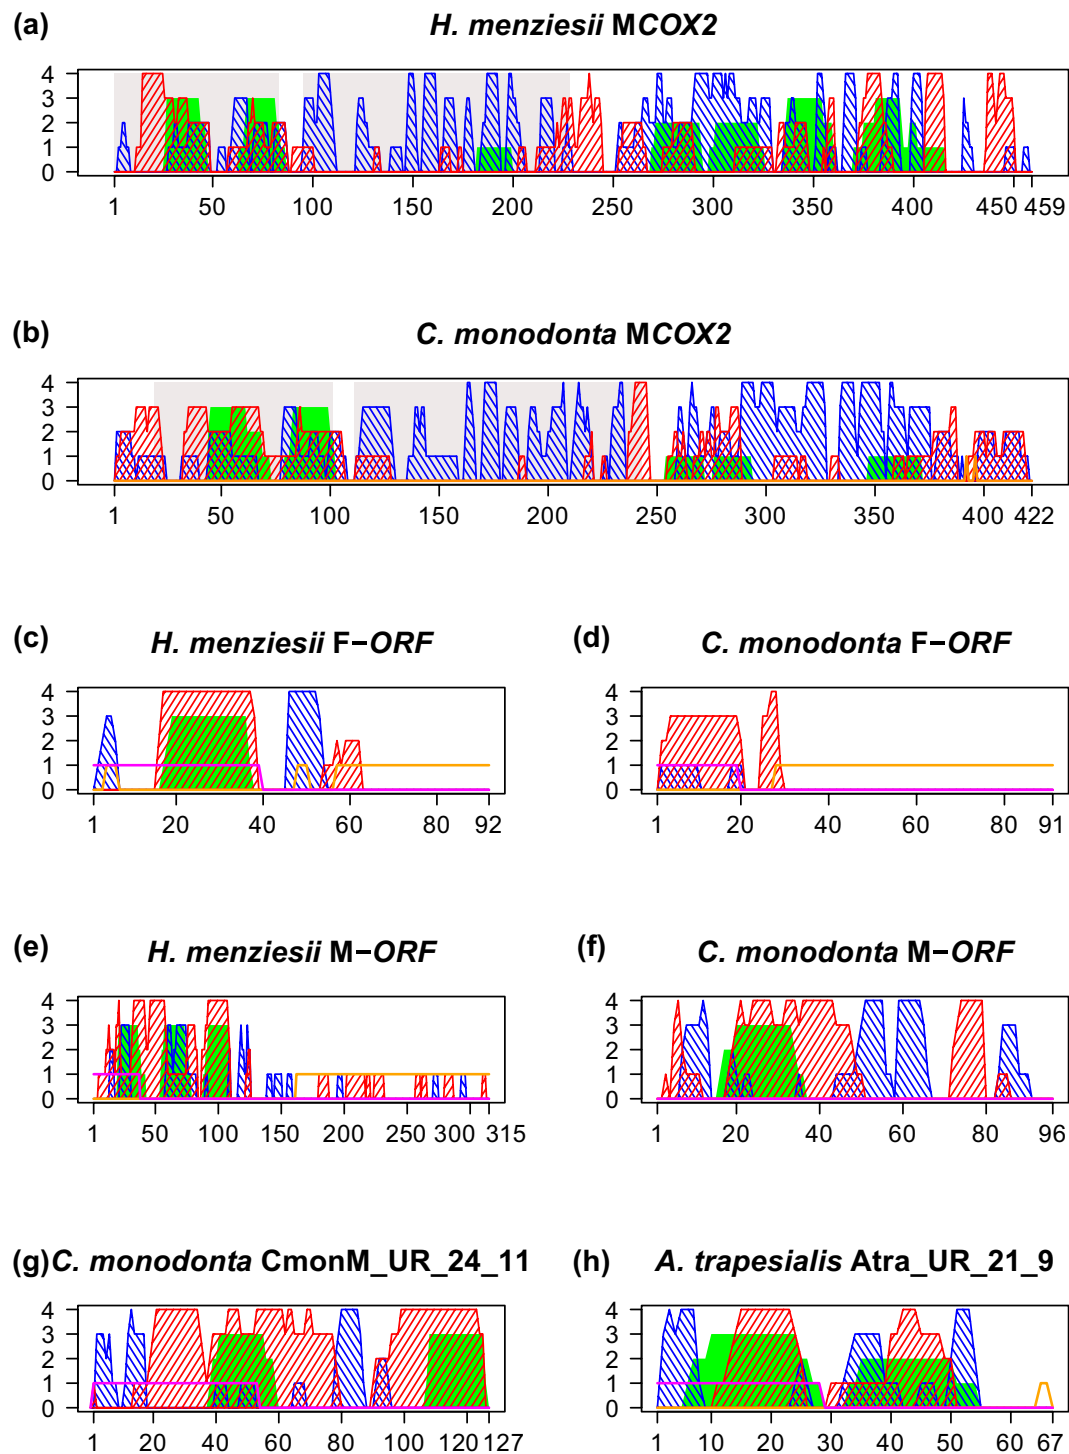 (a) H. menziesii MCOX2
4
3
2
1
0
1 50 100 150 200 250 300 350 400 450 459
(b) C. monodonta MCOX2
4
3
2
1
0
1 50 100 150 200 250 300 350 400 422
(c) H. menziesii F−ORF
4
3
2
1
0
1 20 40 60 80 92
(d) C. monodonta F−ORF
4
3
2
1
0
1 20 40 60 80 91
(e) H. menziesii M−ORF
4
3
2
1
0
1 50 100 150 200 250 300 315
(f) C. monodonta M−ORF
4
3
2
1
0
1 20 40 60 80 96
(g) C. monodonta CmonM_UR_24_11
4
3
2
1
0
1 20 40 60 80 100 120 127
(h) A. trapesialis Atra_UR_21_9
4
3
2
1
0
1 10 20 30 40 50 60 67